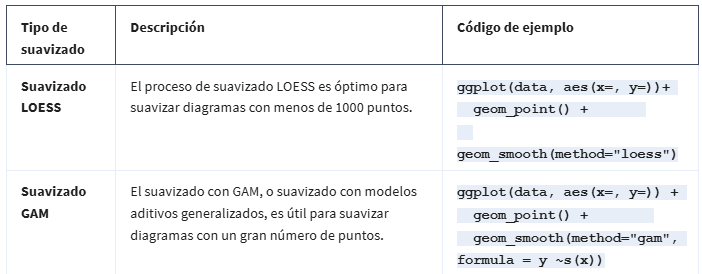 Tipo de
suavizado
Descripción
Código de ejemplo
Suavizado
LOESS
El proceso de suavizado LOESS es óptimo para
suavizar diagramas con menos de 1000 puntos.
ggplot(data, aes(x=, y=))+
geom_point() +
geom_smooth(method="loess")
Suavizado
GAM
El suavizado con GAM, o suavizado con modelos
aditivos generalizados, es útil para suavizar
diagramas con un gran número de puntos.
ggplot(data, aes(x=, y=)) +
geom_point() +
geom_smooth(method="gam",
formula = y ~s(x))